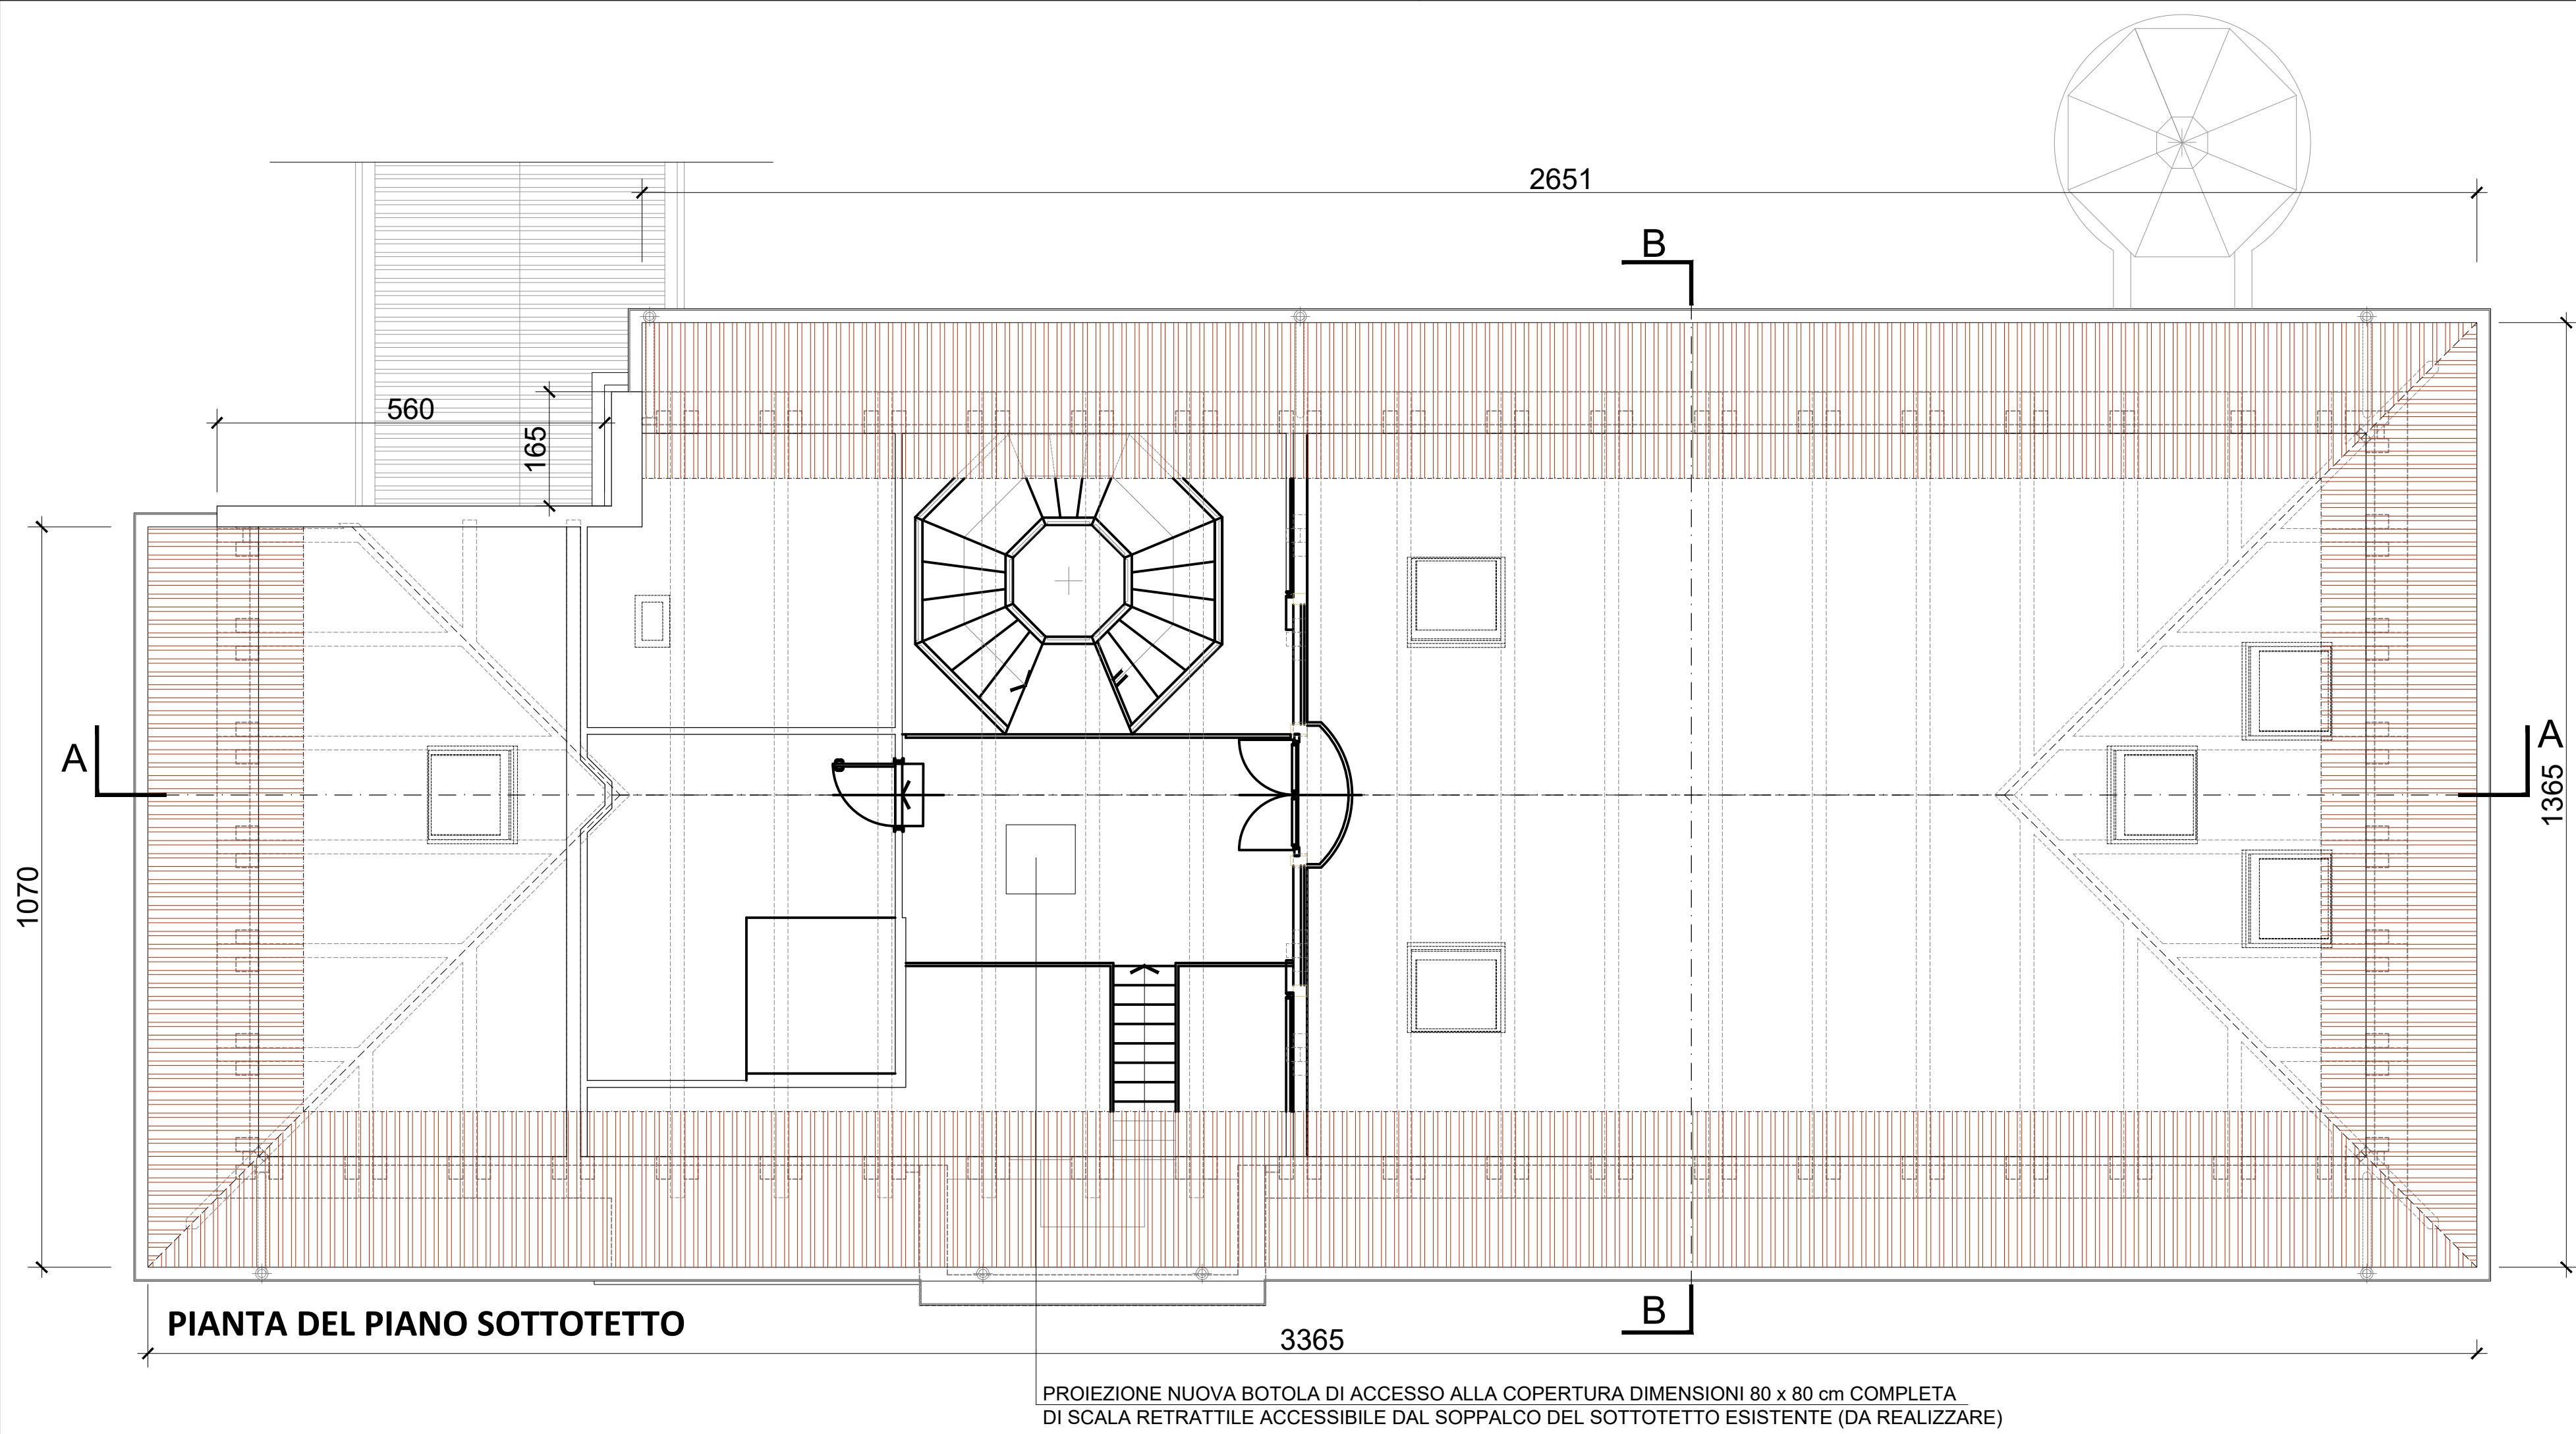 2651
B
560
165
A
A
1365
1070
B
PIANTA DEL PIANO SOTTOTETTO
3365
PROIEZIONE NUOVA BOTOLA DI ACCESSO ALLA COPERTURA DIMENSIONI 80 x 80 cm COMPLETA
DI SCALA RETRATTILE ACCESSIBILE DAL SOPPALCO DEL SOTTOTETTO ESISTENTE (DA REALIZZARE)